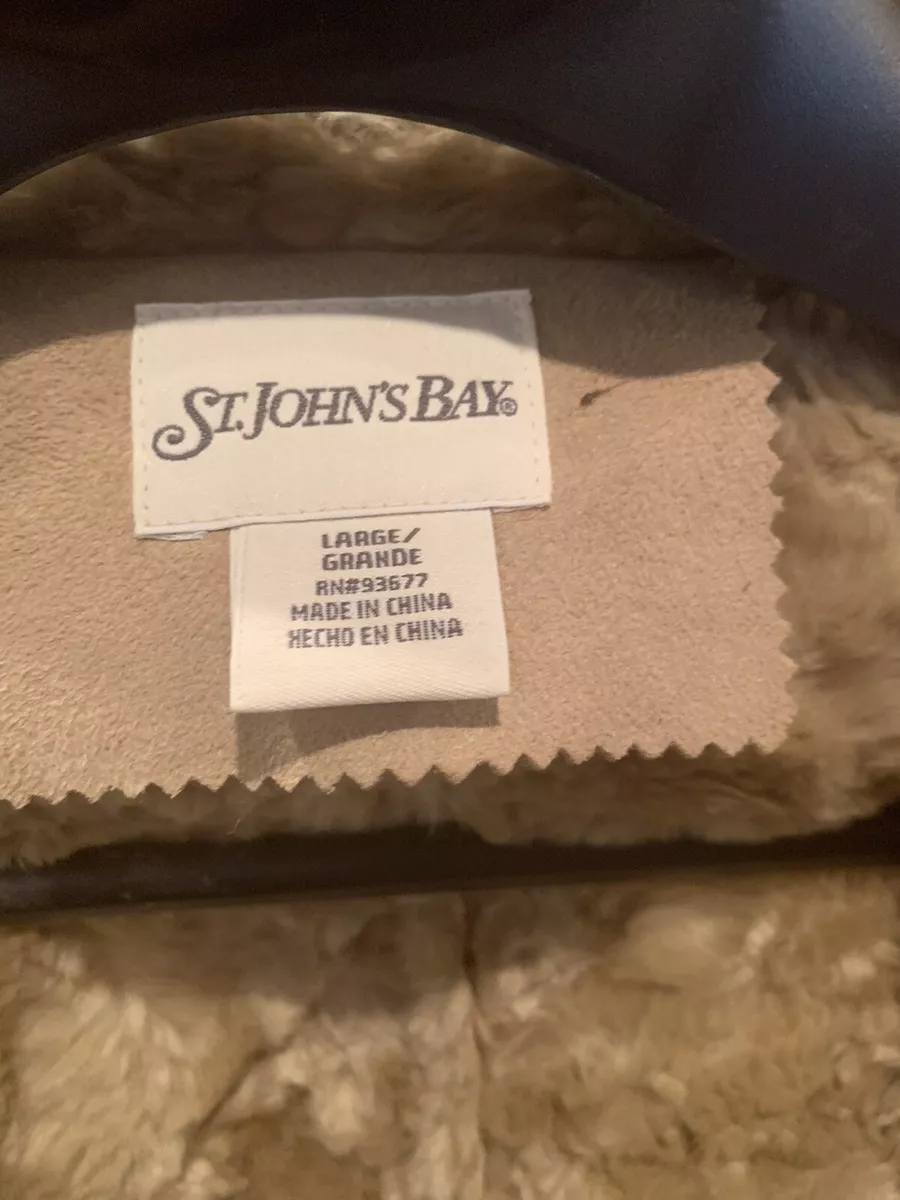 ST. JOHN'S BAY®
LARGE/
GRANDE
RN#93677
MADE IN CHINA
HECHO EN CHINA